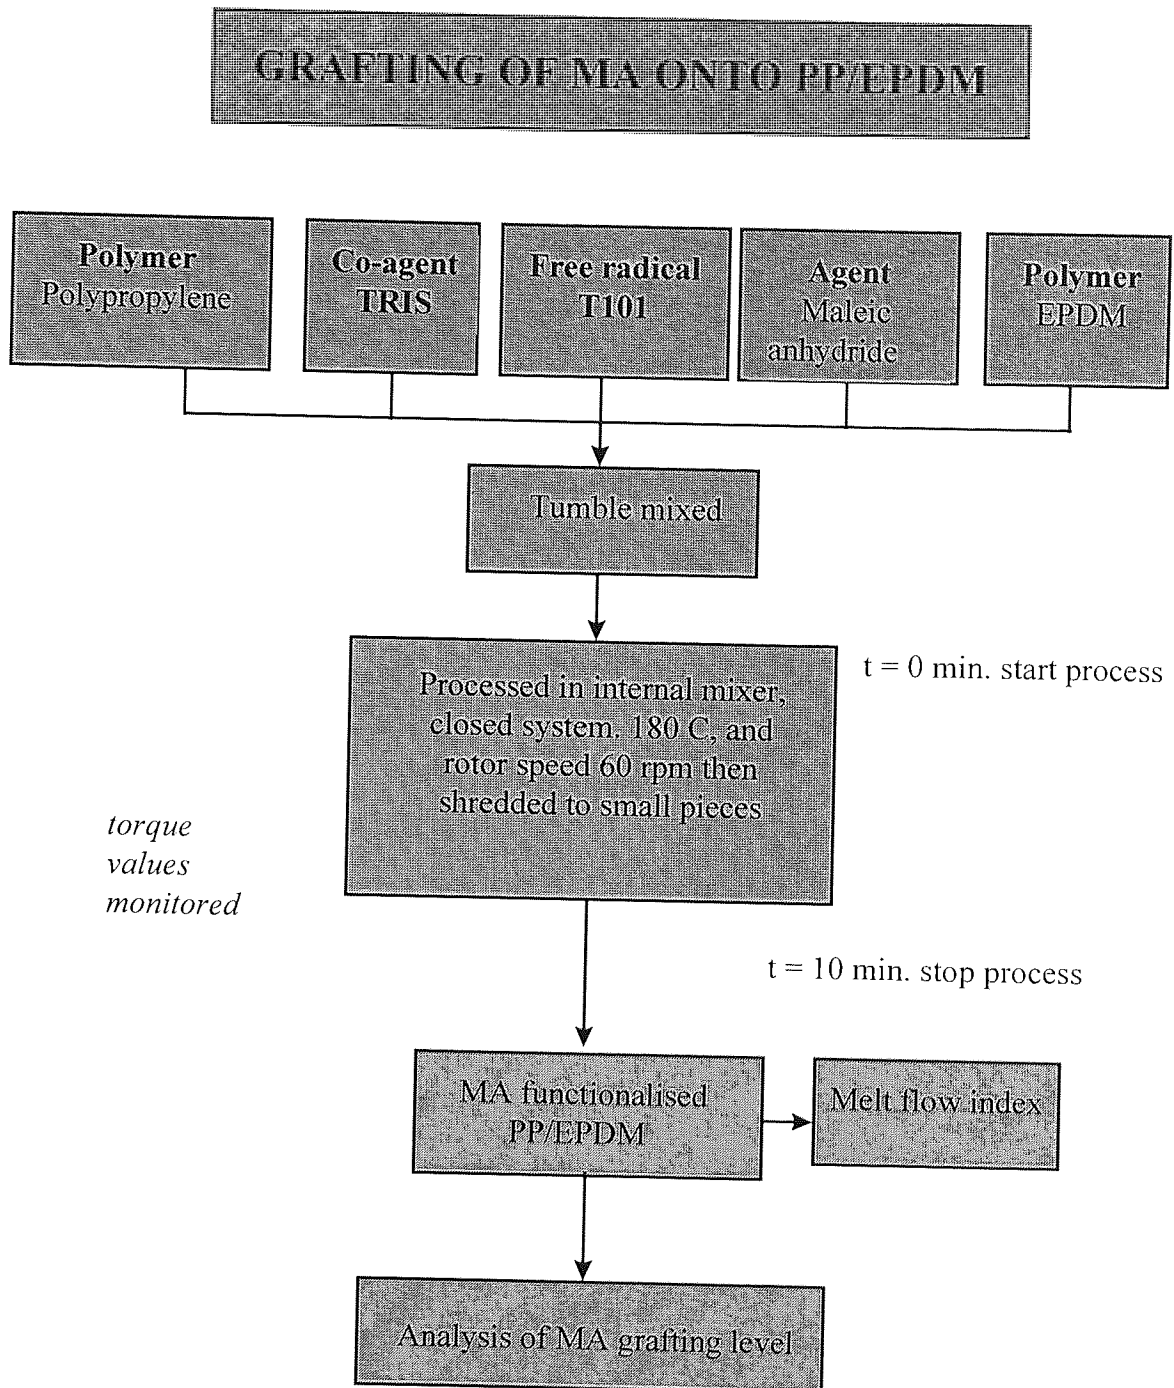 GRAFTING OF MA ONTO PP/EPDM
Polymer
Polypropylene
Co-agent
TRIS
Free radical
T101
Agent
Maleic
anhydride
Polymer
EPDM
Tumble mixed
t = 0 min. start process
Processed in internal mixer,
closed system. 180 C, and
rotor speed 60 rpm then
shredded to small pieces
torque
values
monitored
t = 10 min. stop process
MA functionalised
PP/EPDM
Melt flow index
Analysis of MA grafting level